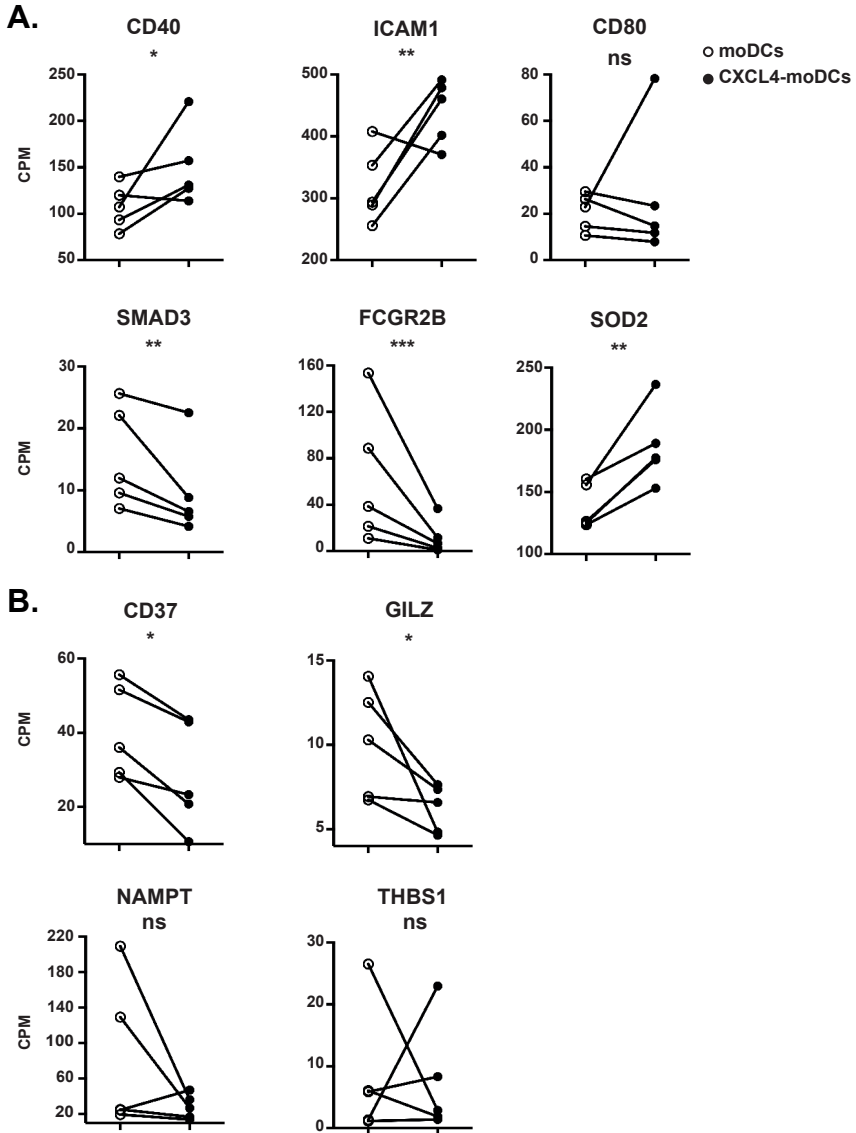 A.
CD40
*
CPM
250
200
150
100
50
ICAM1
**
500
400
300
200
CD80
ns
80
60
40
20
0
moDCs
CXCL4-moDCs
SMAD3
**
CPM
30
20
10
0
FCGR2B
***
160
120
80
40
0
SOD2
**
250
200
150
100
B.
CD37
*
CPM
60
40
20
GILZ
*
15
10
5
NAMPT
ns
CPM
220
180
140
100
60
20
THBS1
ns
30
20
10
0